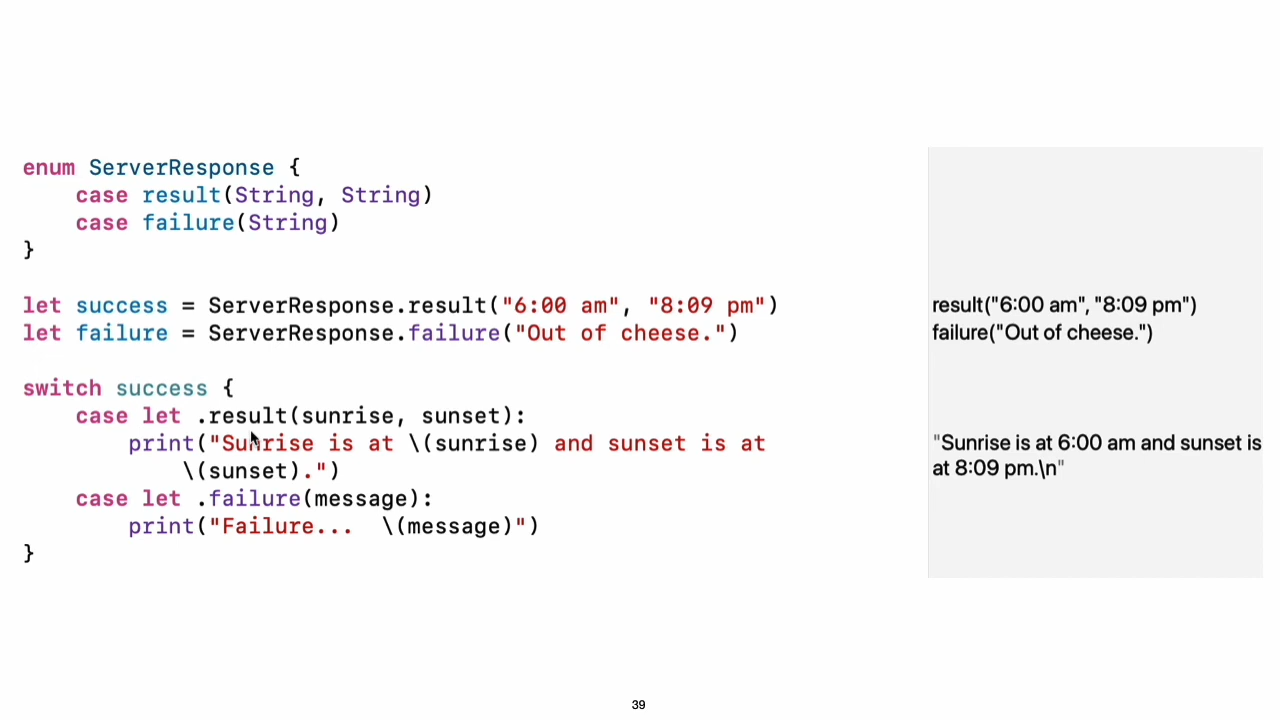 enum ServerResponse {
    case result(String, String)
    case failure(String)
}
let success = ServerResponse.result("6:00 am", "8:09 pm")
let failure = ServerResponse.failure("Out of cheese.")
switch success {
    case let .result(sunrise, sunset):
        print("Sunrise is at \(sunrise) and sunset is at
            \(sunset).")
    case let .failure(message):
        print("Failure...  \(message)")
}
result("6:00 am", "8:09 pm")
failure("Out of cheese.")
"Sunrise is at 6:00 am and sunset is
at 8:09 pm.\n"
39